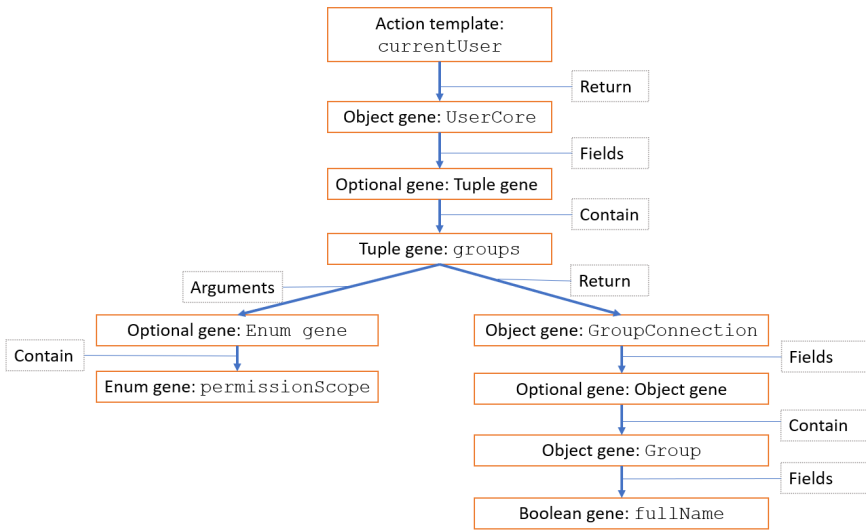 Action template:
currentUser
Return
Object gene: UserCore
Fields
Optional gene: Tuple gene
Contain
Tuple gene: groups
Arguments
Return
Optional gene: Enum gene
Object gene: GroupConnection
Contain
Fields
Enum gene: permissionScope
Optional gene: Object gene
Contain
Object gene: Group
Fields
Boolean gene: fullName